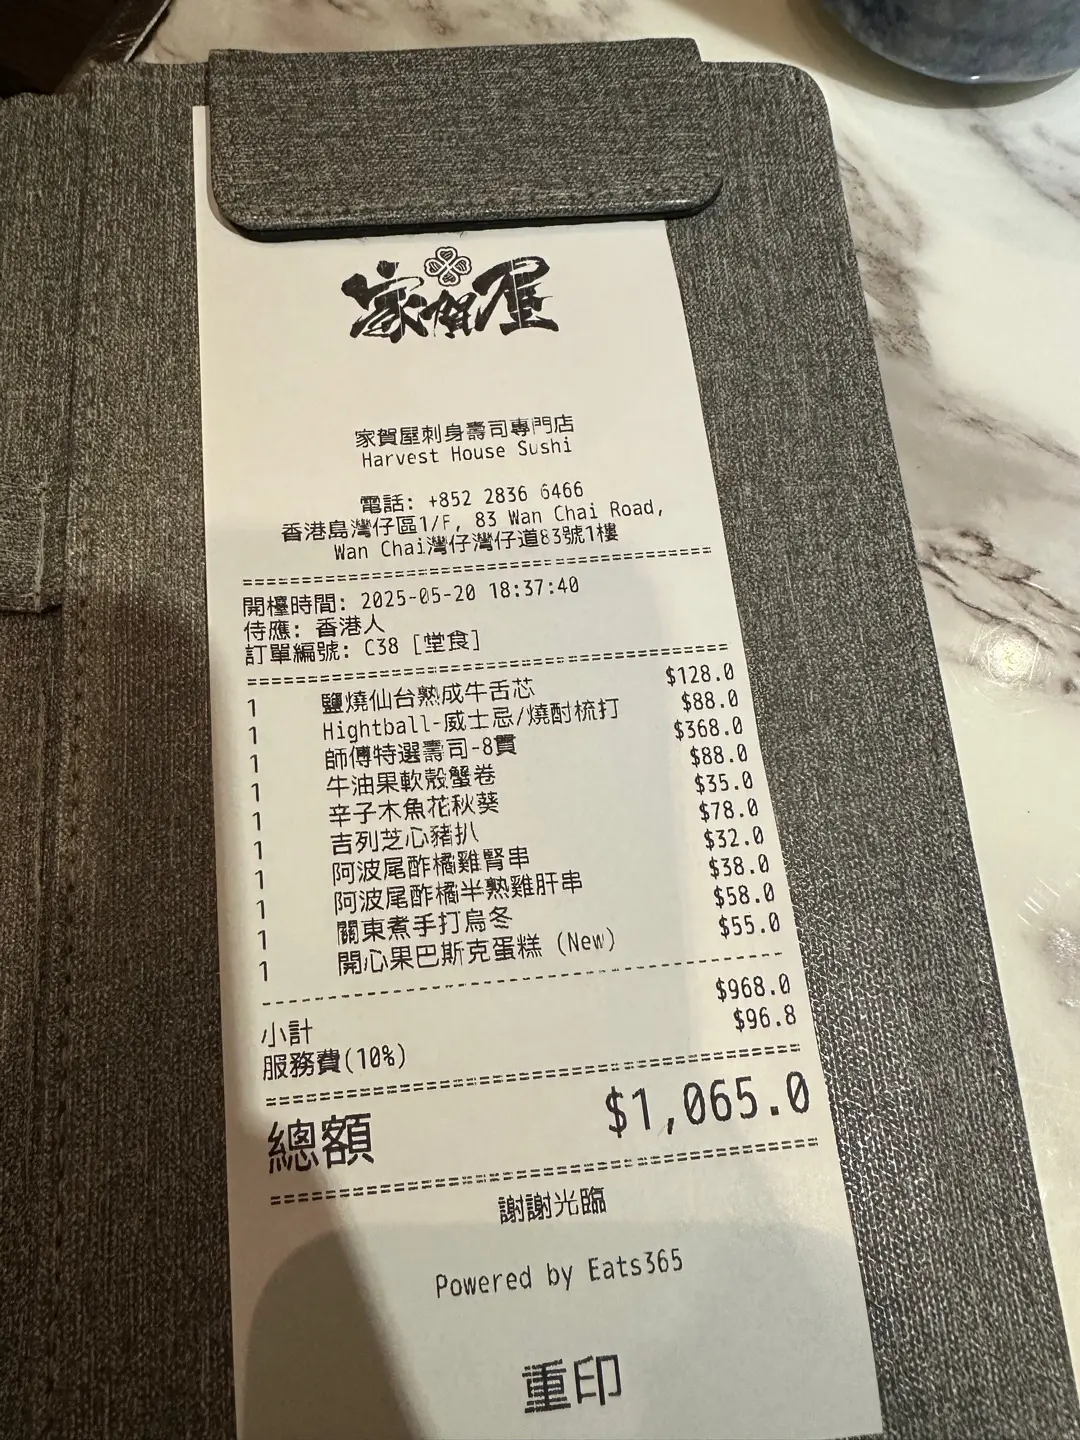 家賀屋
家賀屋刺身壽司專門店
Harvest House Sushi
電話: +852 2836 6466
香港島灣仔區1/F, 83 Wan Chai Road,
Wan Chai灣仔灣仔道83號1樓
開檯時間: 2025-05-20 18:37:40
侍應: 香港人
訂單編號: C38 [堂食]
1 鹽燒仙台熟成牛舌芯 $128.0
1 Hightball-威士忌/燒酎梳打 $88.0
1 師傅特選壽司-8貫 $368.0
1 牛油果軟殼蟹卷 $88.0
1 辛子木魚花秋葵 $35.0
1 吉列芝心豬扒 $78.0
1 阿波尾酢橘雞腎串 $32.0
1 阿波尾酢橘半熟雞肝串 $38.0
1 關東煮手打烏冬 $58.0
1 開心果巴斯克蛋糕 (New) $55.0
小計 $968.0
服務費(10%) $96.8
總額 $1,065.0
謝謝光臨
Powered by Eats365
重印